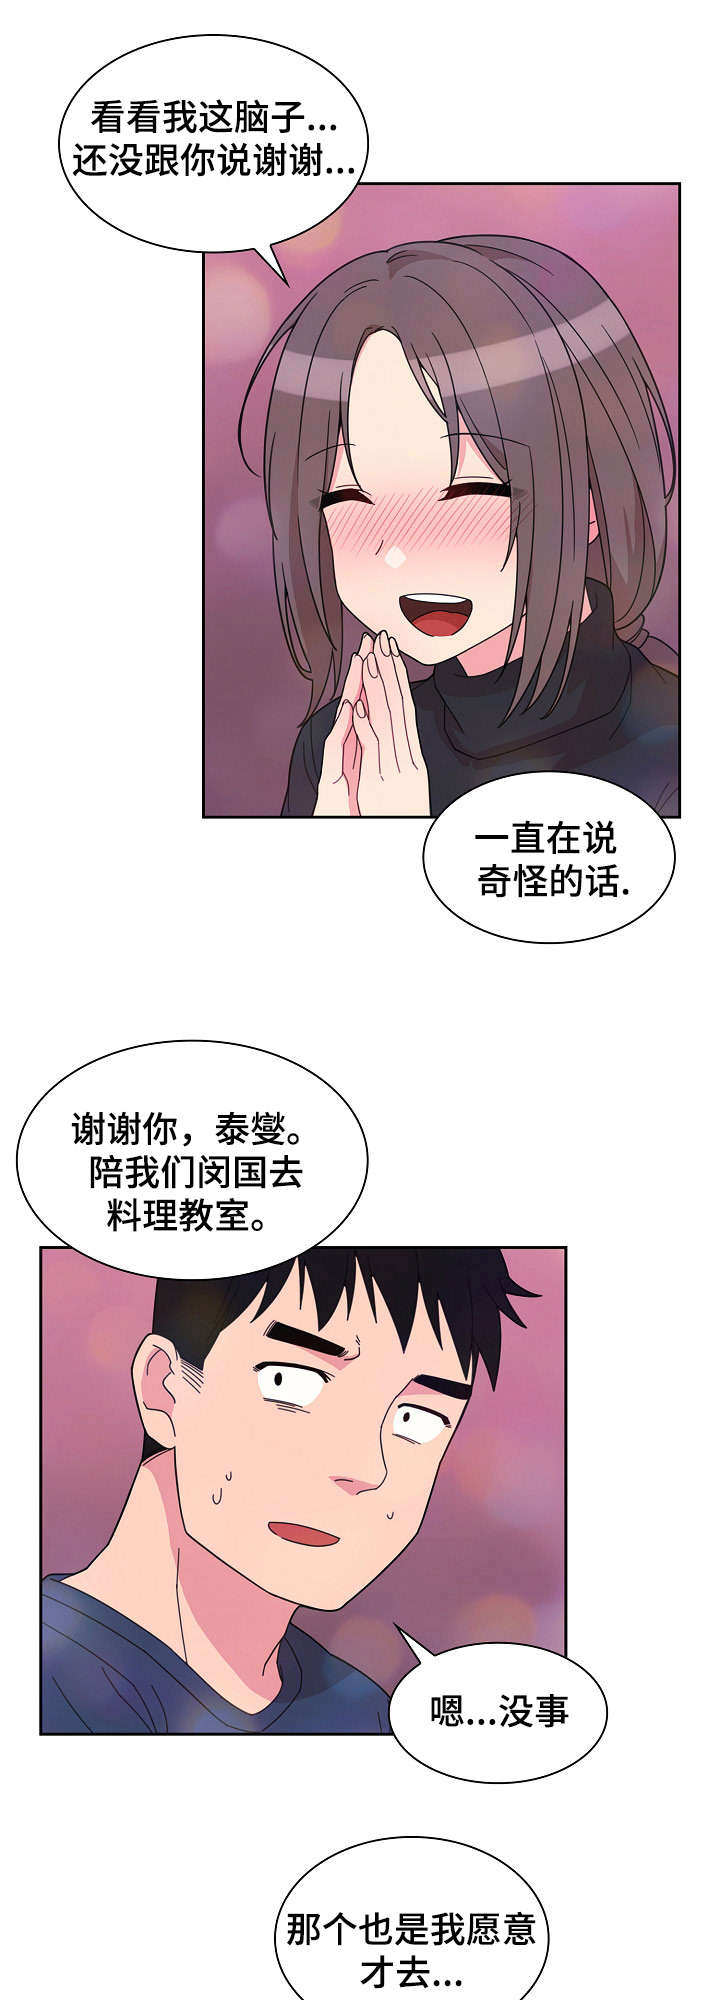 看看我这脑子...
还没跟你说谢谢...
一直在说
奇怪的话.
谢谢你，泰燮。
陪我们闵国去
料理教室。
嗯...没事
那个也是我愿意
才去...